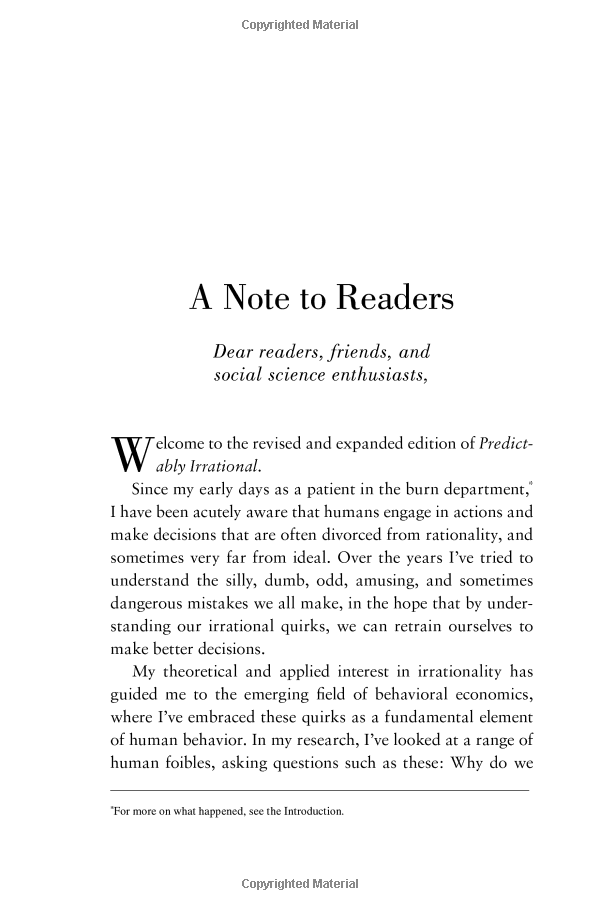 Copyrighted Material
A Note to Readers
Dear readers, friends, and
social science enthusiasts,
Welcome to the revised and expanded edition of Predict-
ably Irrational.
Since my early days as a patient in the burn department,*
I have been acutely aware that humans engage in actions and
make decisions that are often divorced from rationality, and
sometimes very far from ideal. Over the years I've tried to
understand the silly, dumb, odd, amusing, and sometimes
dangerous mistakes we all make, in the hope that by under-
standing our irrational quirks, we can retrain ourselves to
make better decisions.
My theoretical and applied interest in irrationality has
guided me to the emerging field of behavioral economics,
where I've embraced these quirks as a fundamental element
of human behavior. In my research, I've looked at a range of
human foibles, asking questions such as these: Why do we
*For more on what happened, see the Introduction.
Copyrighted Material